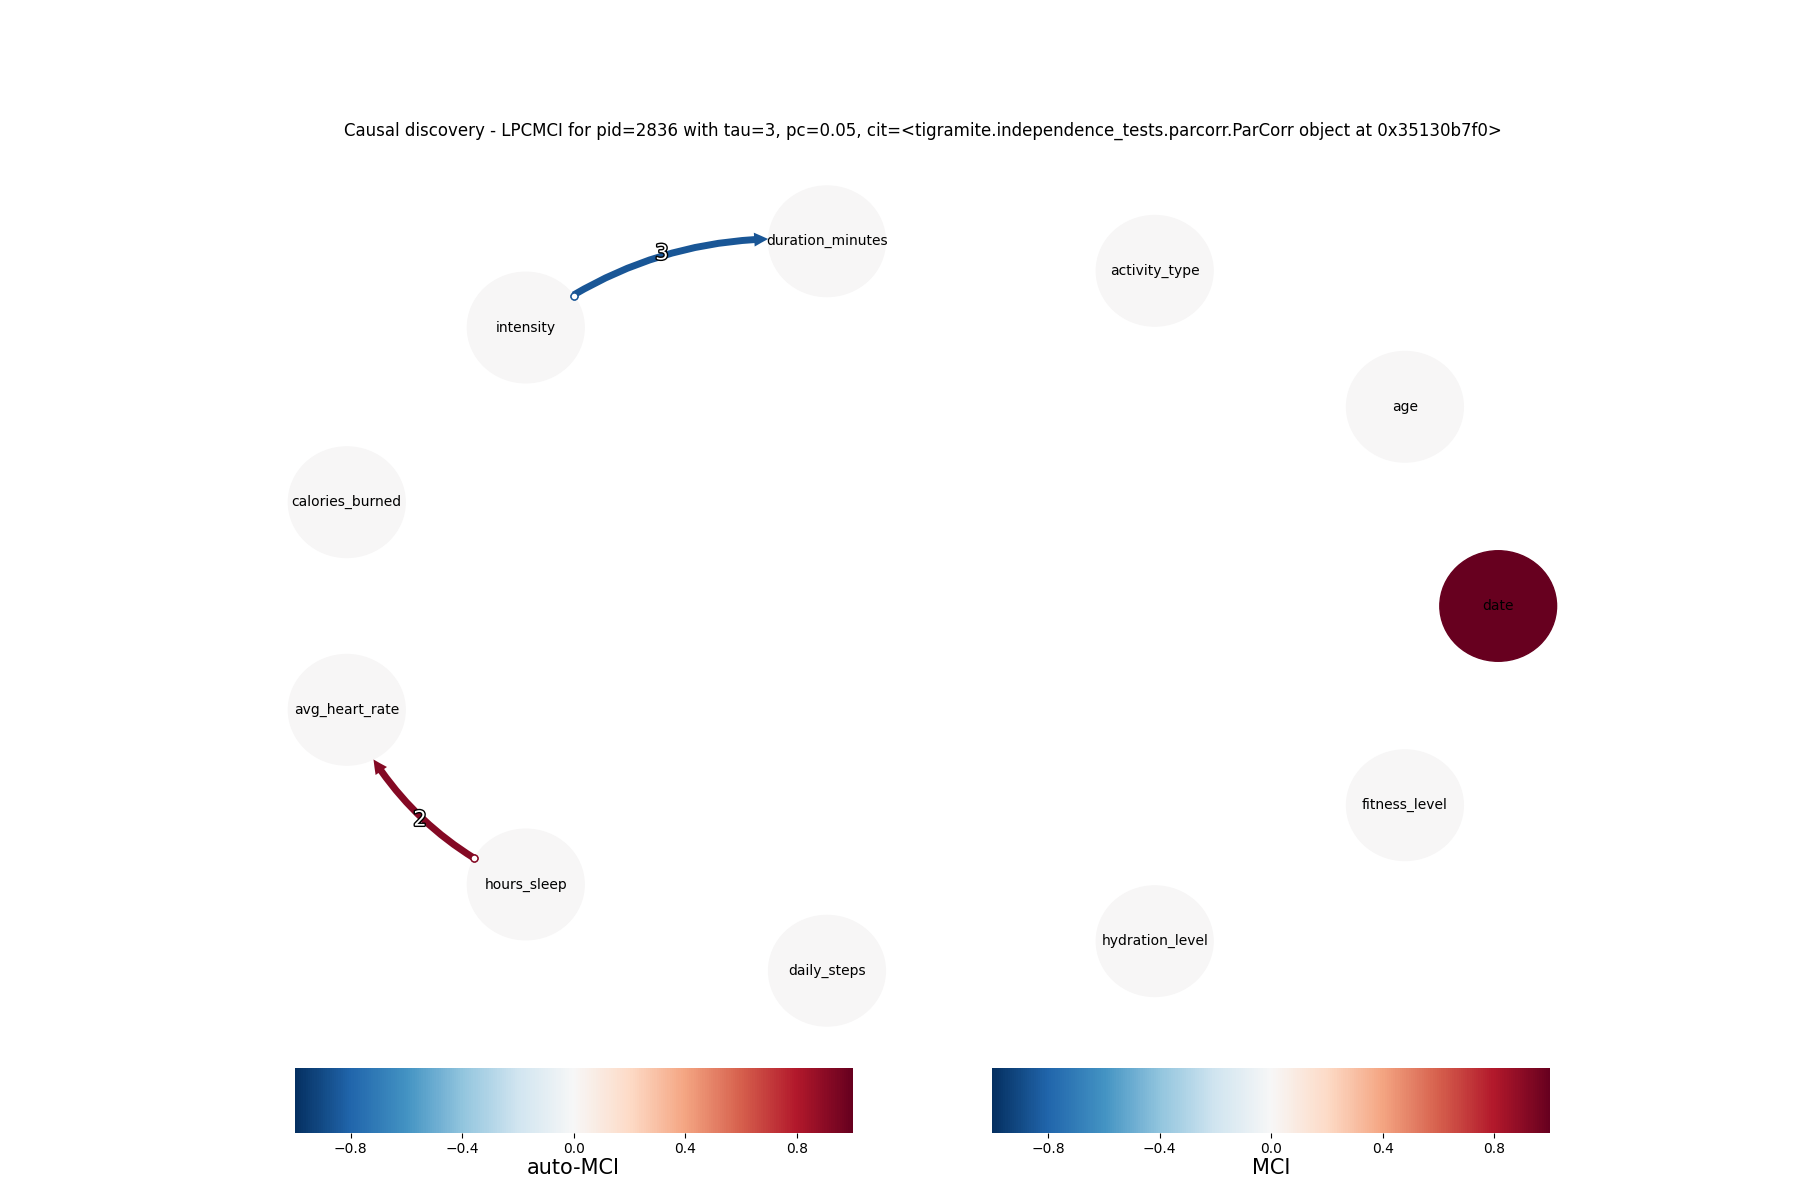 Causal discovery - LPCMCI for pid=2836 with tau=3, pc=0.05, cit=<tigramite.independence_tests.parcorr.ParCorr object at 0x35130b7f0>
duration_minutes
3
activity_type
intensity
age
calories_burned
date
avg_heart_rate
fitness_level
2
hours_sleep
hydration_level
daily_steps
−0.8 −0.4 0.0 0.4 0.8
auto-MCI
−0.8 −0.4 0.0 0.4 0.8
MCI